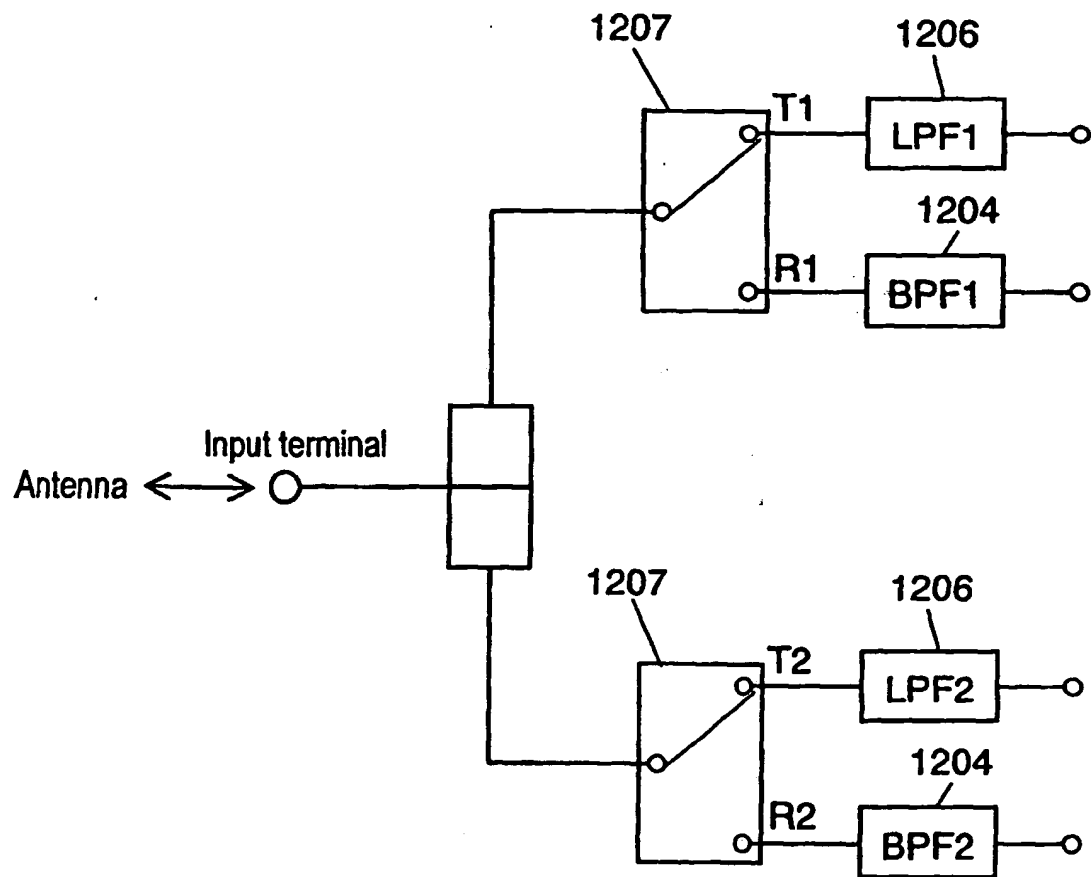 1207
1206
T1
LPF1
1204
R1
BPF1
Input terminal
Antenna
1207
1206
T2
LPF2
1204
R2
BPF2